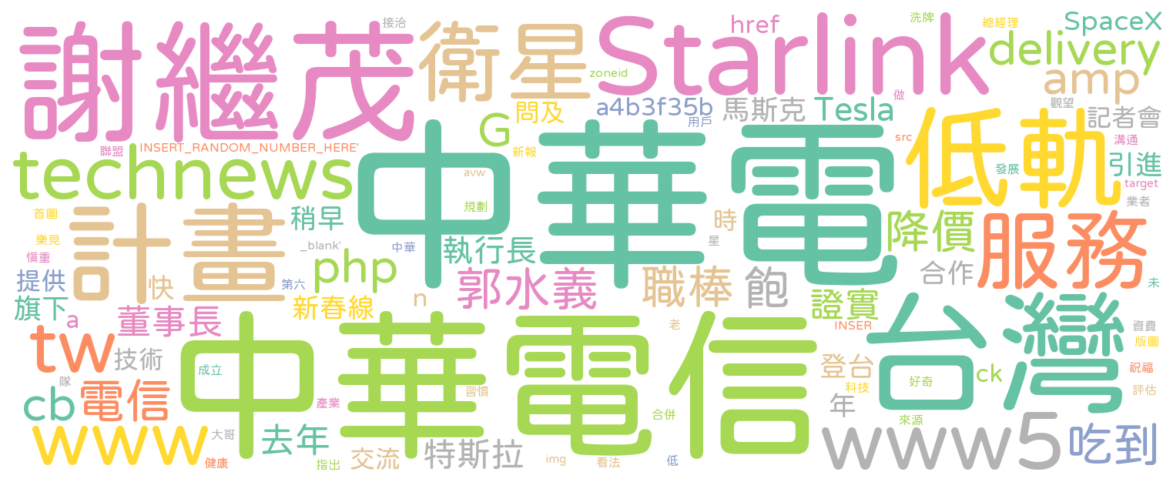 接洽
洗牌
總經理
SpaceX
謝繼茂
衛星
Starlink
href
delivery
zoneid
amp
問及
a4b3f35b
馬斯克
Tesla
做
觀望
記者會
G
用戶
低軌
聯盟
INSERT_RANDOM_NUMBER_HERE'
新報
src
溝通
technews
中華電
引進
avw
發展
target
計畫
稍早
規劃
業者
首圖
時
降價
服務
樂見
_blank'
中華
執行長
星
慎重
php
合作
提供
快
第六
郭水義
職棒
飽
未
旗下
a
董事長
新春線
n
證實
台灣
中華電信
老
INSER
資費
tw
技術
登台
版圖
成立
ck
祝福
隊
習慣
科技
好奇
評估
cb
電信
產業
年
合併
來源
www
大哥
去年
www5
吃到
健康
指出
交流
特斯拉
img
看法
低